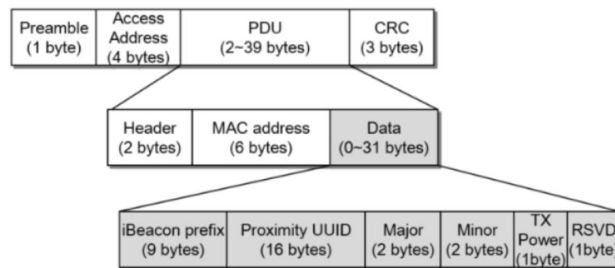 Preamble
(1 byte)
Access
Address
(4 bytes)
PDU
(2~39 bytes)
CRC
(3 bytes)
Header
(2 bytes)
MAC address
(6 bytes)
Data
(0~31 bytes)
iBeacon prefix
(9 bytes)
Proximity UUID
(16 bytes)
Major
(2 bytes)
Minor
(2 bytes)
TX
Power
(1byte)
RSVD
(1byte)